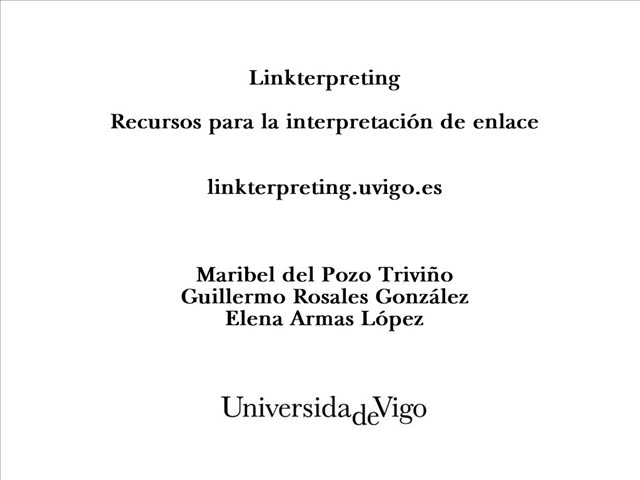 Linkterpreting
Recursos para la interpretación de enlace
linkterpreting.uvigo.es
Maribel del Pozo Triviño
Guillermo Rosales González
Elena Armas López
UniversidadeVigo